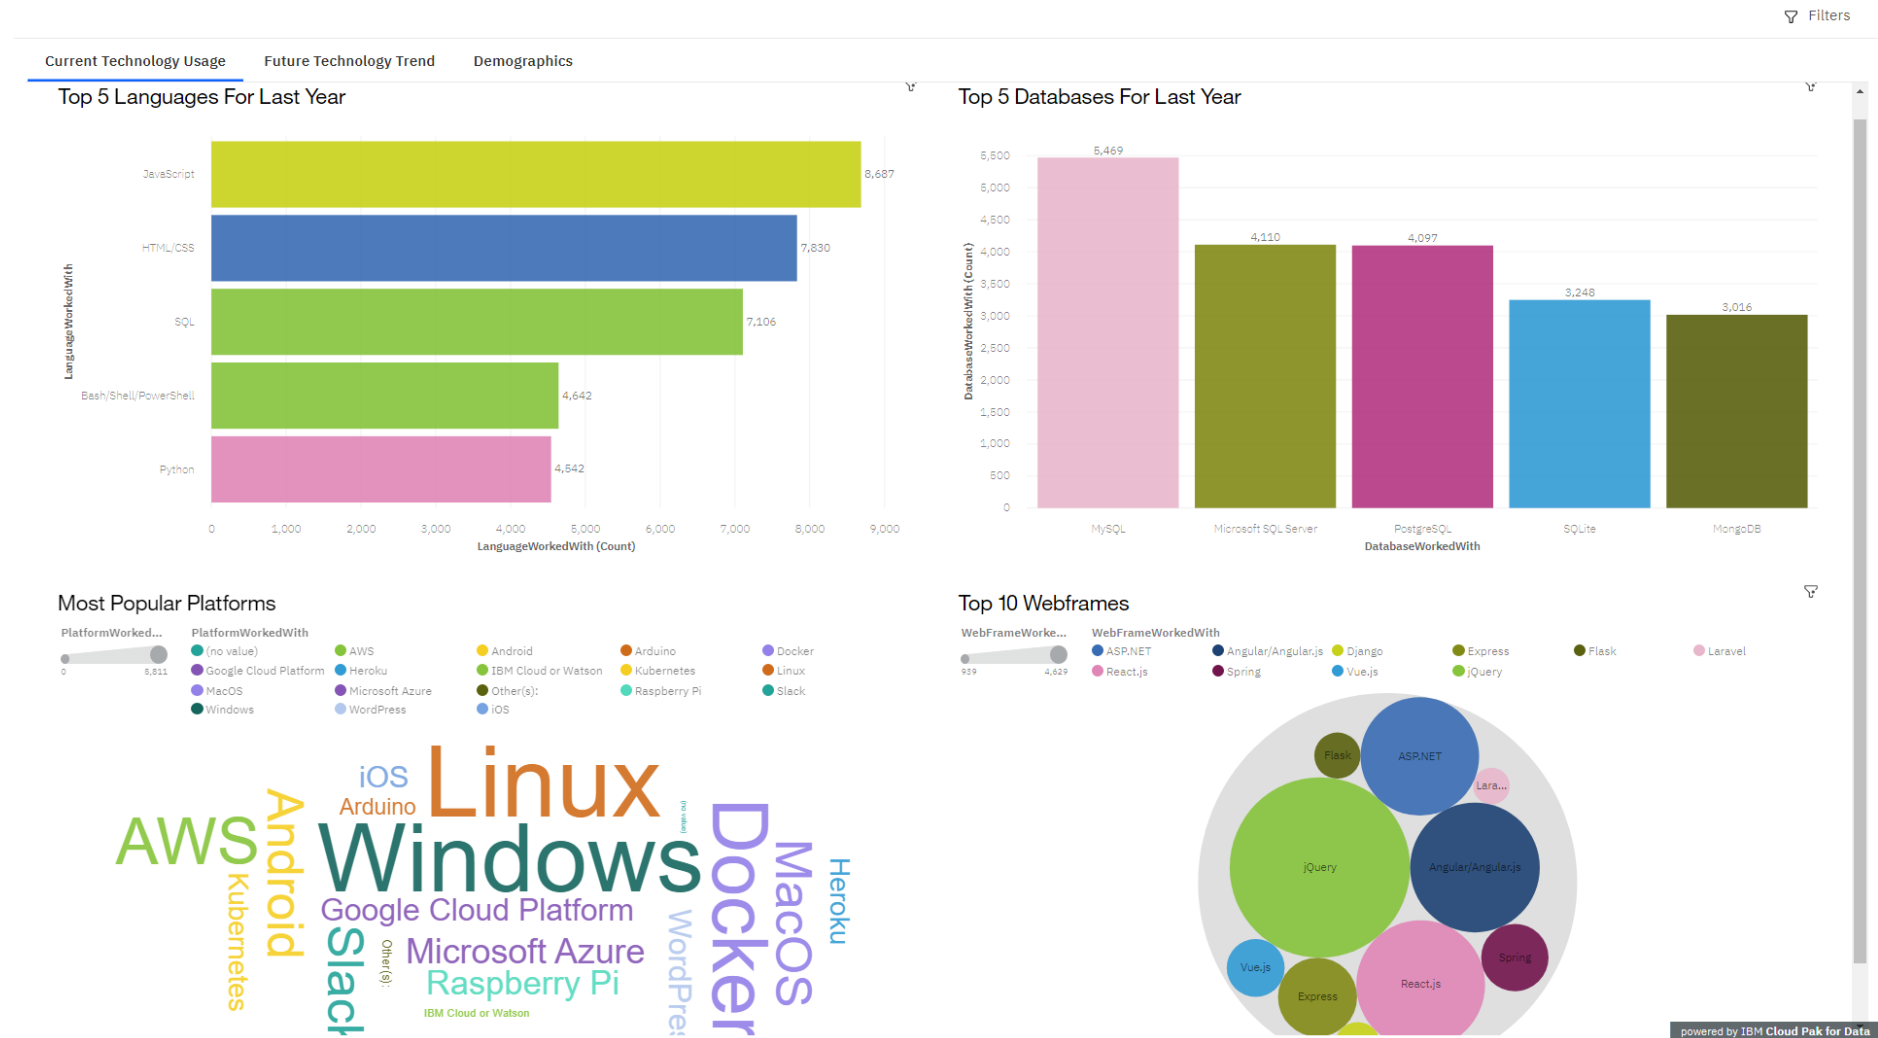 Filters
Current Technology Usage Future Technology Trend Demographics
Top 5 Languages For Last Year
LanguageWorkedWith
JavaScript 8,687
HTML/CSS 7,830
SQL 7,106
Bash/Shell/PowerShell 4,642
Python 4,542
0 1,000 2,000 3,000 4,000 5,000 6,000 7,000 8,000 9,000
LanguageWorkedWith (Count)
Top 5 Databases For Last Year
DatabaseWorkedWith (Count)
5,500
5,000
4,500
4,000
3,500
3,000
2,500
2,000
1,500
1,000
500
0
5,469 4,110 4,097 3,248 3,016
MySQL Microsoft SQL Server PostgreSQL SQLite MongoDB
DatabaseWorkedWith
Most Popular Platforms
PlatformWorked... PlatformWorkedWith
0 5,811
(no value) AWS Android Arduino Docker
Google Cloud Platform Heroku IBM Cloud or Watson Kubernetes Linux
MacOS Microsoft Azure Other(s): Raspberry Pi Slack
Windows WordPress iOS
Linux
iOS
Arduino
(no value)
AWS
Android
Windows
Docker
MacOS
Heroku
Kubernetes
Google Cloud Platform
Slack
Other(s):
Microsoft Azure
WordPres
Raspberry Pi
IBM Cloud or Watson
Top 10 Webframes
WebFrameWorke... WebFrameWorkedWith
939 4,629
ASP.NET Angular/Angular.js Django Express Flask Laravel
React.js Spring Vue.js jQuery
Flask
ASP.NET
Lara...
jQuery
Angular/Angular.js
Vue.js
Spring
React.js
Express
powered by IBM Cloud Pak for Data